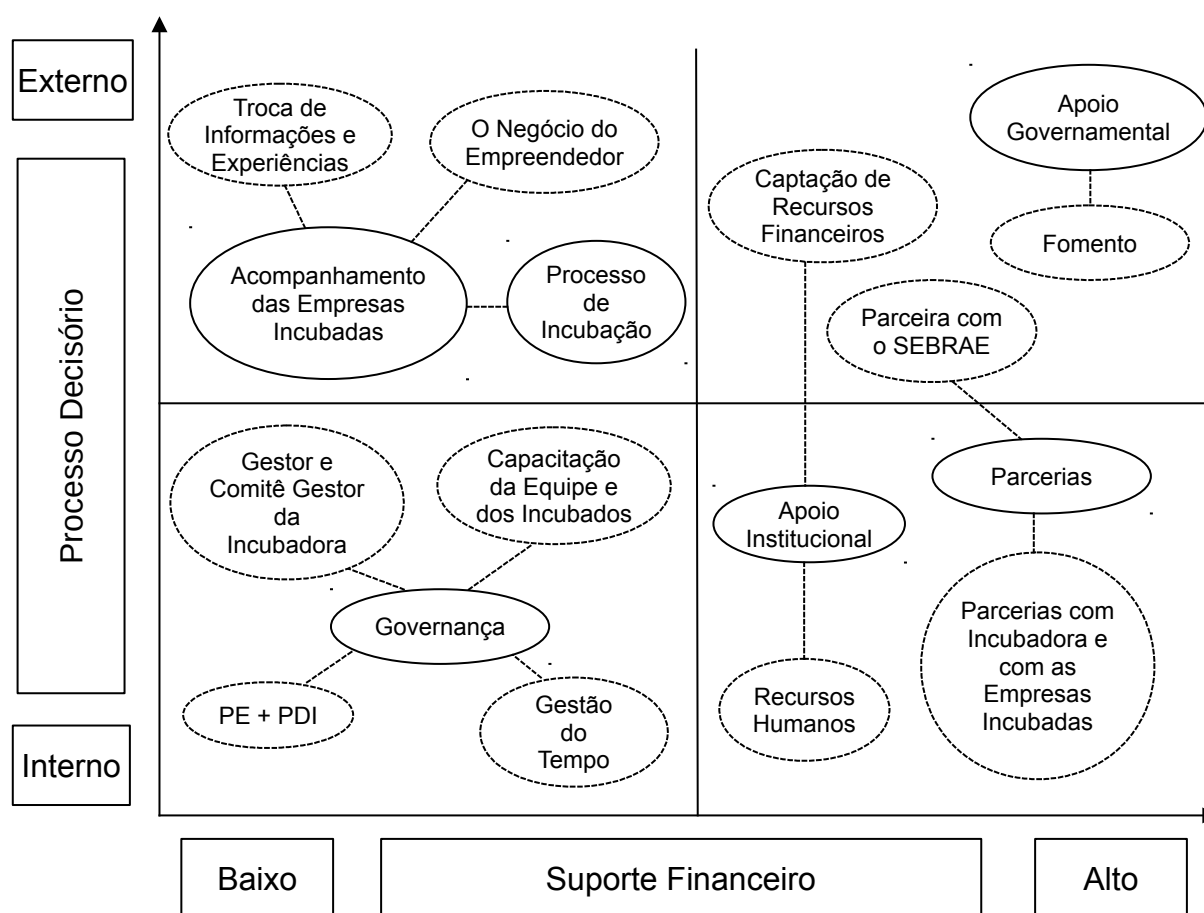 Externo
Processo Decisório
Interno
Troca de
Informações e
Experiências
O Negócio do
Empreendedor
Acompanhamento
das Empresas
Incubadas
Processo
de
Incubação
Captação de
Recursos
Financeiros
Apoio
Governamental
Fomento
Parceira com
o SEBRAE
Gestor e
Comitê Gestor
da
Incubadora
Capacitação
da Equipe e
dos Incubados
Governança
PE + PDI
Gestão
do
Tempo
Apoio
Institucional
Parcerias
Recursos
Humanos
Parcerias com
Incubadora e
com as
Empresas
Incubadas
Baixo
Suporte Financeiro
Alto